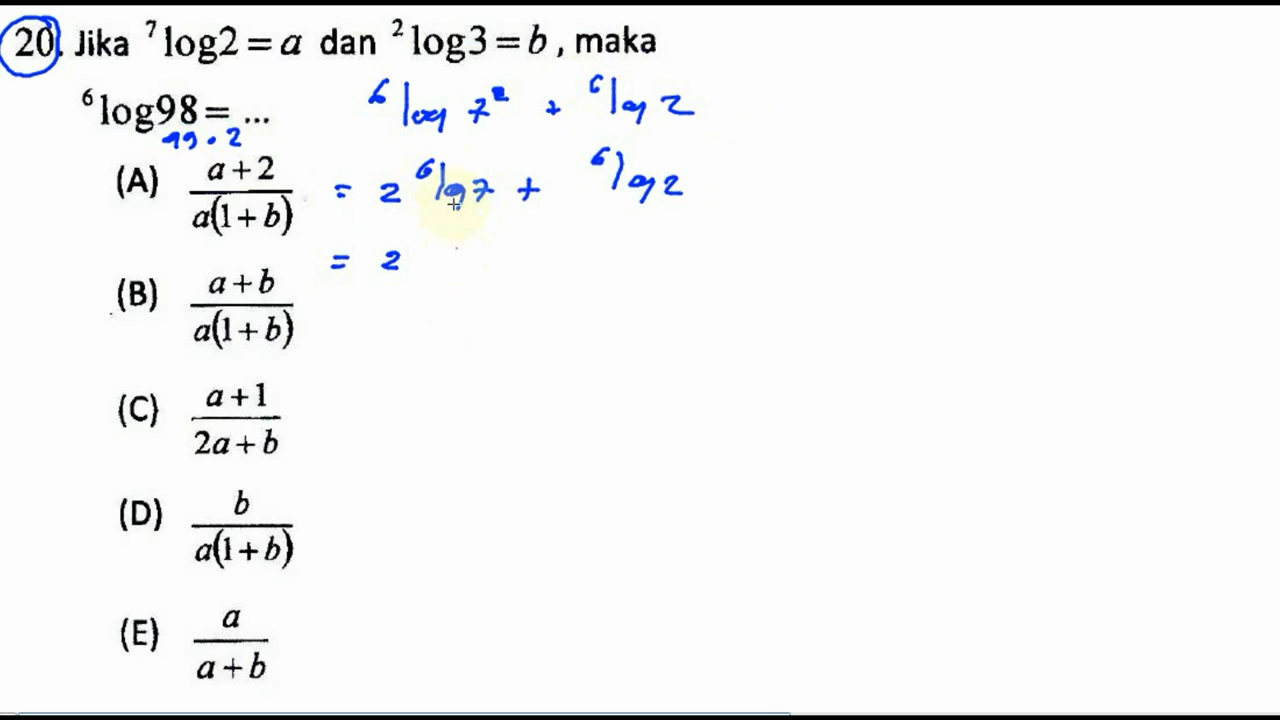 20. Jika ⁷log2 = a dan ²log3 = b, maka
⁶log98 = ... ⁶log 7² + ⁶log 2
49 · 2
(A) a + 2 / a(1 + b) = 2 ⁶log 7 + ⁶log 2
= 2
(B) a + b / a(1 + b)
(C) a + 1 / 2a + b
(D) b / a(1 + b)
(E) a / a + b